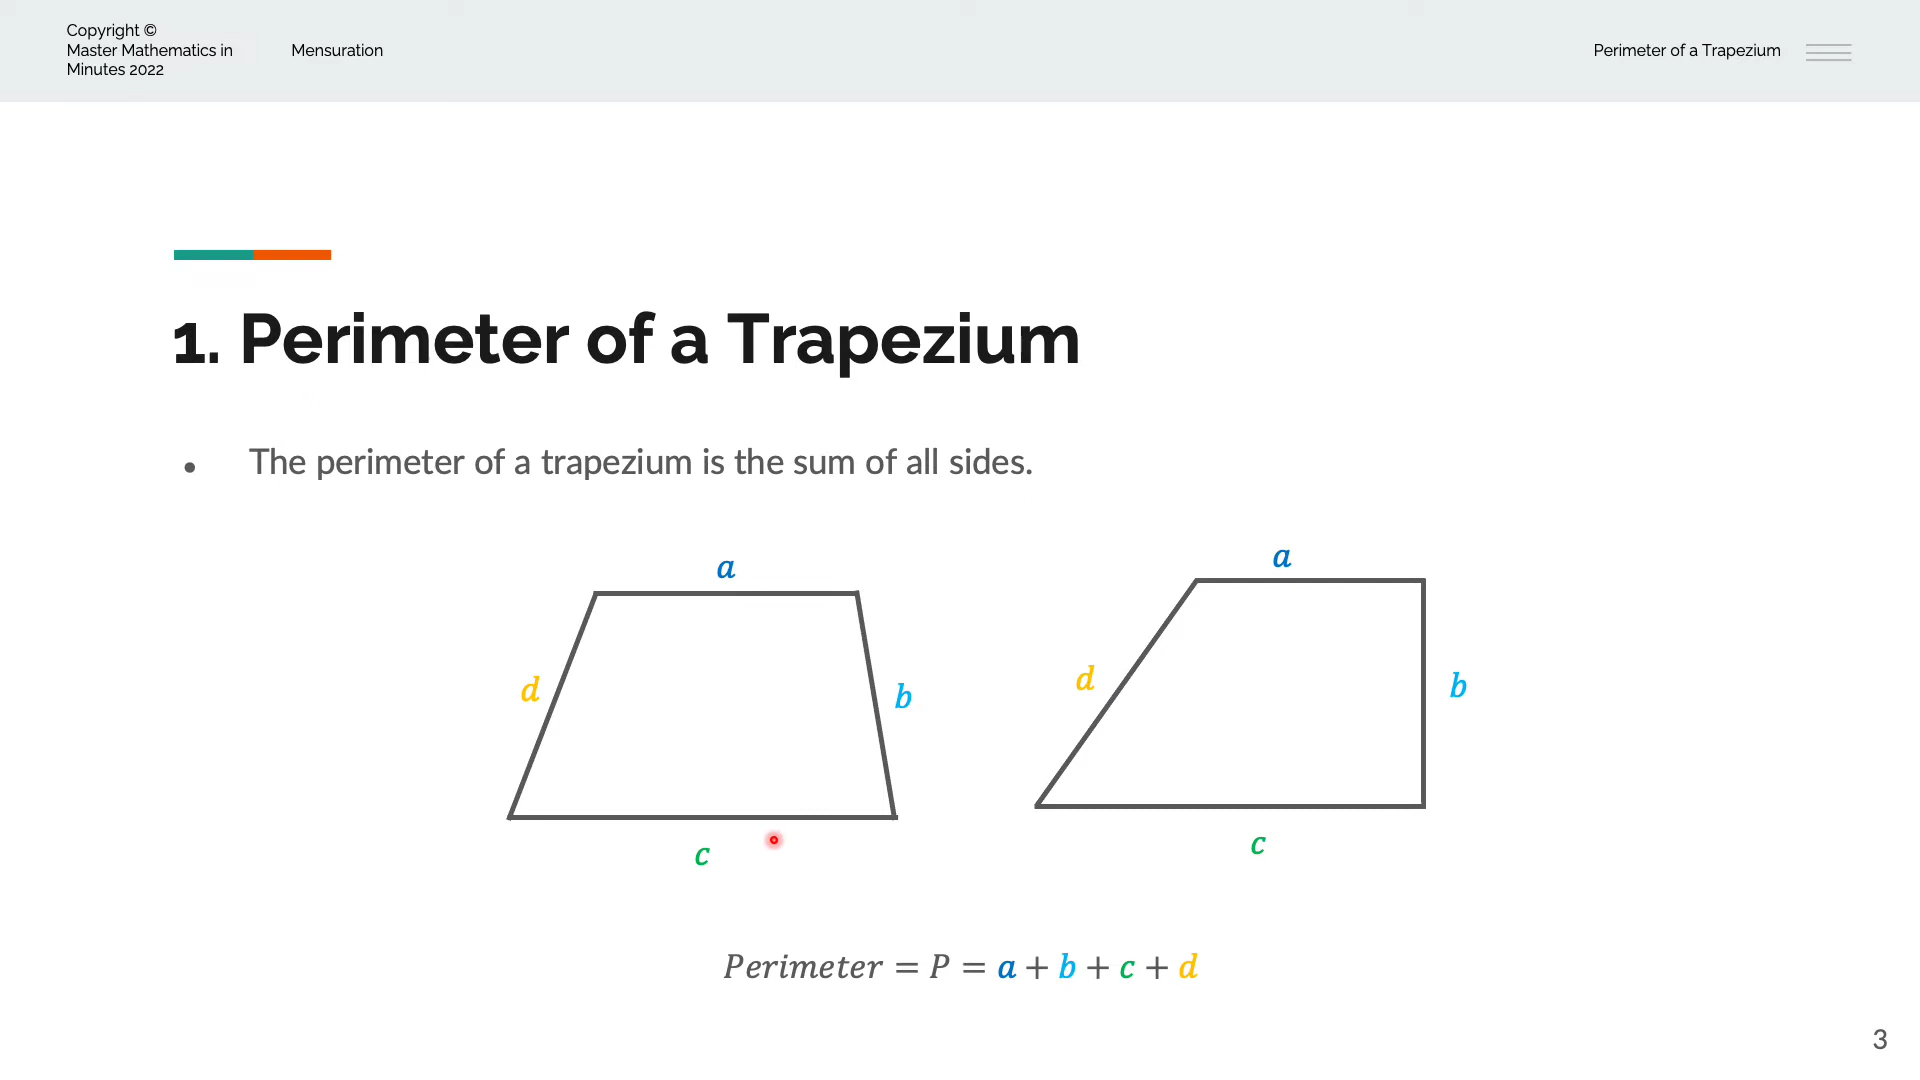 Copyright ©
Master Mathematics in
Minutes 2022
Mensuration
Perimeter of a Trapezium
1. Perimeter of a Trapezium
● The perimeter of a trapezium is the sum of all sides.
a
d
b
c
a
d
b
c
Perimeter = P = a + b + c + d
3